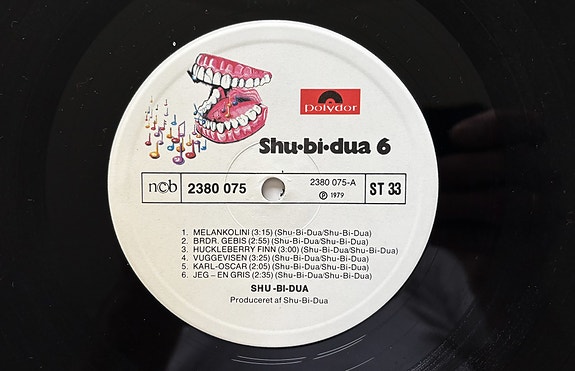 polydor
Shu•bi•dua 6
ncb
2380 075
2380 075-A
Ⓟ 1979
ST 33
1. MELANKOLINI (3:15) (Shu-Bi-Dua/Shu-Bi-Dua)
2. BRDR. GEBIS (2:55) (Shu-Bi-Dua/Shu-Bi-Dua)
3. HUCKLEBERRY FINN (3:00) (Shu-Bi-Dua/Shu-Bi-Dua)
4. VUGGEVISEN (3:25) (Shu-Bi-Dua/Shu-Bi-Dua)
5. KARL-OSCAR (2:05) (Shu-Bi-Dua/Shu-Bi-Dua)
6. JEG – EN GRIS (2:35) (Shu-Bi-Dua/Shu-Bi-Dua)
SHU-BI-DUA
Produceret af Shu-Bi-Dua